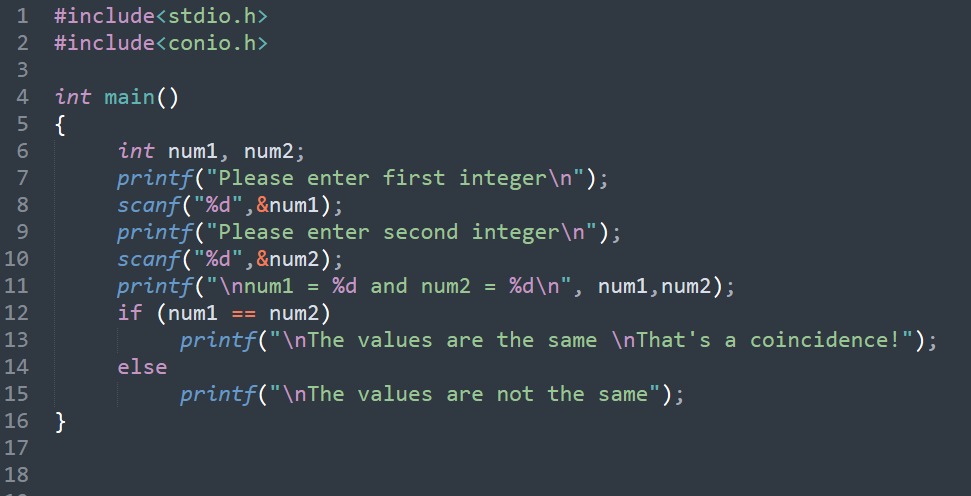 1 #include<stdio.h>
2 #include<conio.h>
3
4 int main()
5 {
6 int num1, num2;
7 printf("Please enter first integer\n");
8 scanf("%d",&num1);
9 printf("Please enter second integer\n");
10 scanf("%d",&num2);
11 printf("\nnum1 = %d and num2 = %d\n", num1,num2);
12 if (num1 == num2)
13 printf("\nThe values are the same \nThat's a coincidence!");
14 else
15 printf("\nThe values are not the same");
16 }
17
18